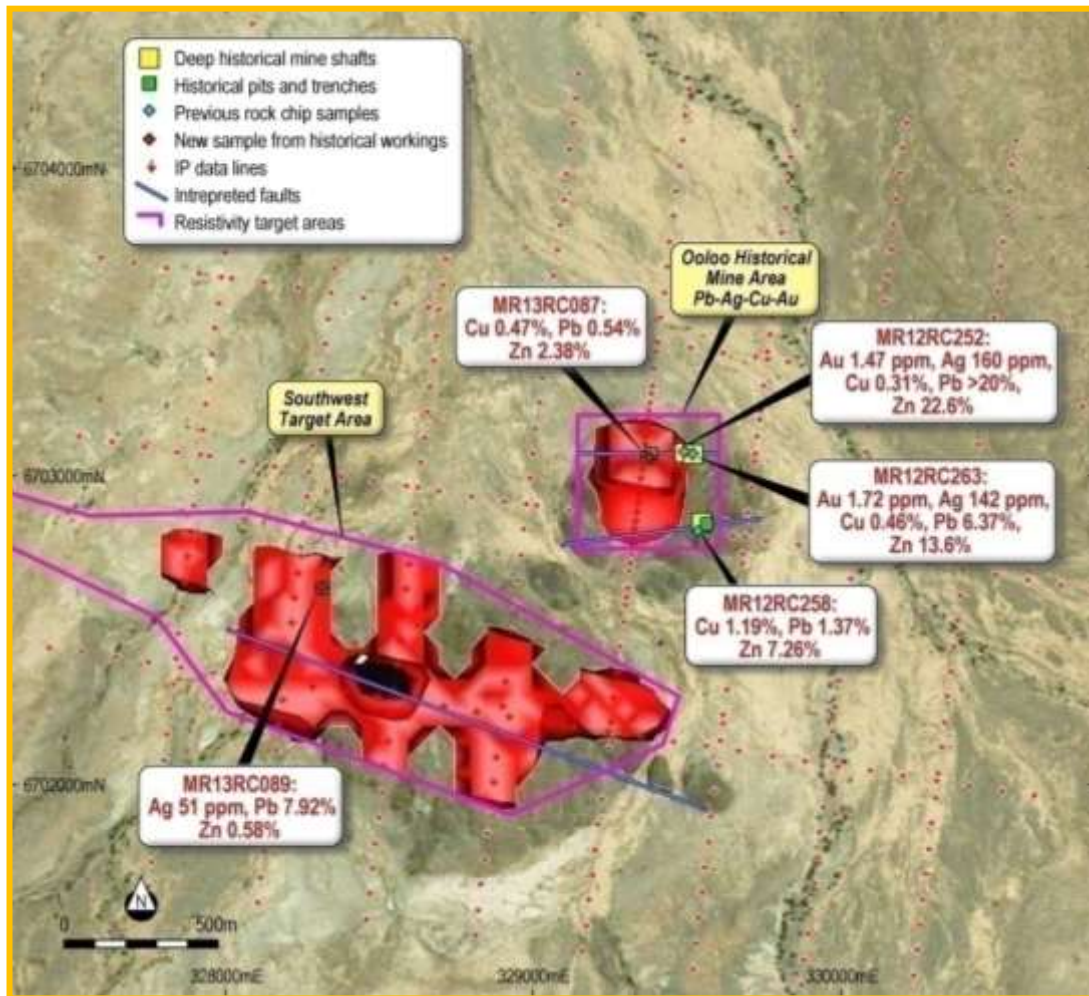 Deep historical mine shafts
Historical pits and trenches
Previous rock chip samples
New sample from historical workings
IP data lines
Intrepreted faults
Resistivity target areas
6704000mN
Ooloo Historical
Mine Area
Pb-Ag-Cu-Au
MR13RC087:
Cu 0.47%, Pb 0.54%
Zn 2.38%
MR12RC252:
Au 1.47 ppm, Ag 160 ppm,
Cu 0.31%, Pb >20%,
Zn 22.6%
Southwest
Target Area
6703000mN
MR12RC263:
Au 1.72 ppm, Ag 142 ppm,
Cu 0.46%, Pb 6.37%,
Zn 13.6%
MR12RC258:
Cu 1.19%, Pb 1.37%
Zn 7.26%
6702000mN
MR13RC089:
Ag 51 ppm, Pb 7.92%
Zn 0.58%
N
0 500m
328000mE 329000mE 330000mE